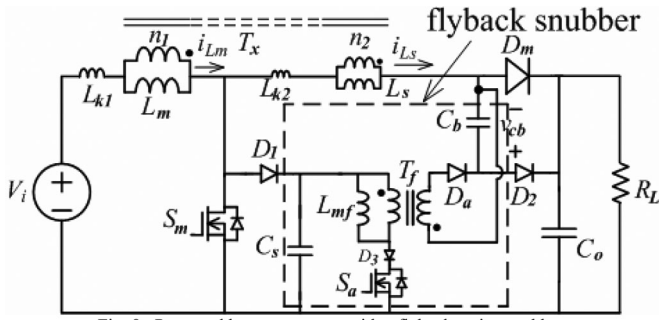 flyback snubber
n1 iLm Tx n2 iLs Dm
Lk1 Lm Lk2 Ls
Cb vcb − +
D1 Tf Da D2
Vi + − Sm Cs Lmf D3 Sa Co RL